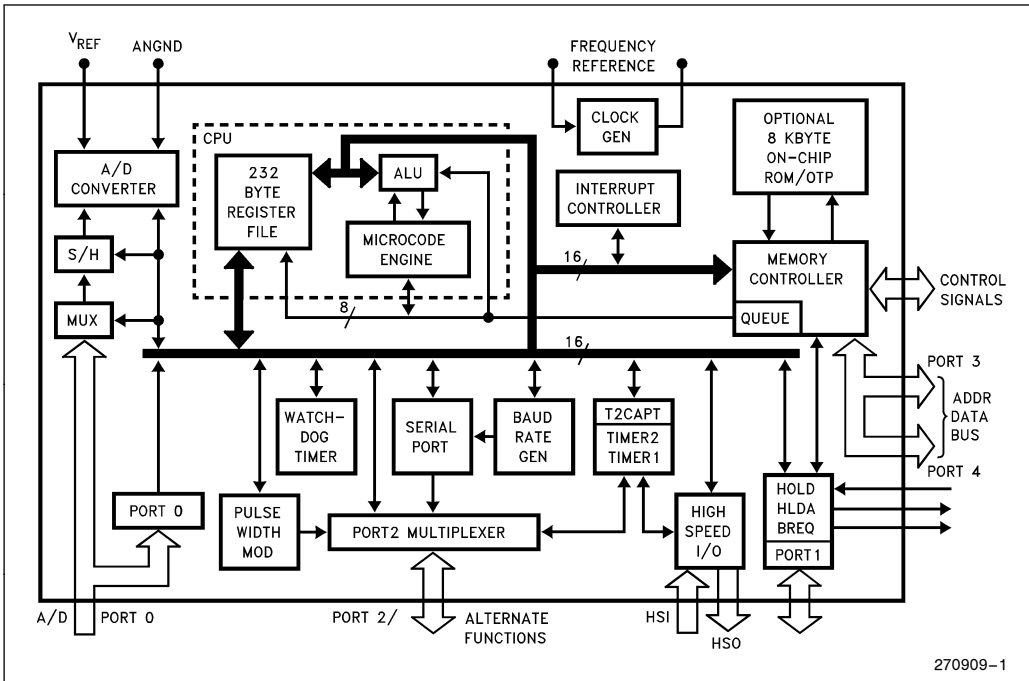 VREF
ANGND
FREQUENCY
REFERENCE
CPU
CLOCK
GEN
OPTIONAL
8 KBYTE
ON-CHIP
ROM/OTP
A/D
CONVERTER
232
BYTE
REGISTER
FILE
ALU
INTERRUPT
CONTROLLER
MICROCODE
ENGINE
S/H
MUX
16
MEMORY
CONTROLLER
QUEUE
CONTROL
SIGNALS
8
16
PORT 3
ADDR
DATA
BUS
PORT 4
WATCH-
DOG
TIMER
SERIAL
PORT
BAUD
RATE
GEN
T2CAPT
TIMER2
TIMER1
PORT 0
PULSE
WIDTH
MOD
PORT2 MULTIPLEXER
HIGH
SPEED
I/O
HOLD
HLDA
BREQ
PORT1
A/D
PORT 0
PORT 2/
ALTERNATE
FUNCTIONS
HSI
HSO
270909-1